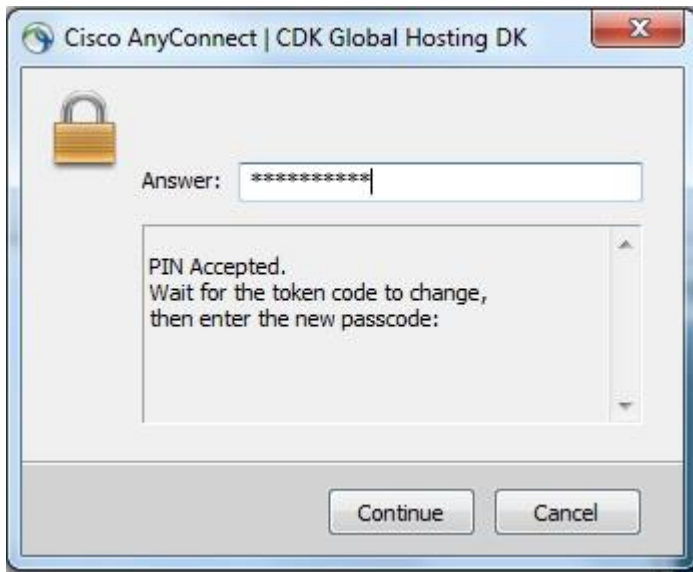 Cisco AnyConnect | CDK Global Hosting DK
Answer: **********
PIN Accepted.
Wait for the token code to change,
then enter the new passcode:
Continue Cancel